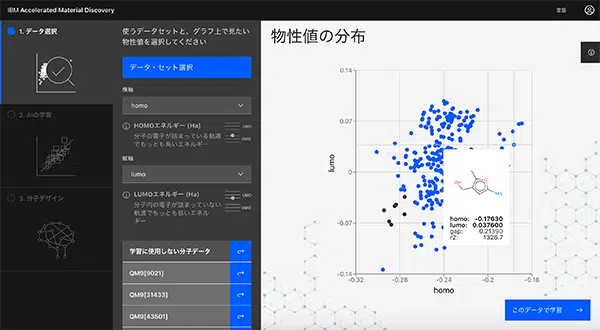 IBM Accelerated Material Discovery
言語
1. データ選択
2. AIの学習
3. 分子デザイン
使うデータセットと、グラフ上で見たい
物性値を選択してください
データ・セット選択
横軸
homo
HOMOエネルギー (Ha)
分子の電子が詰まっている軌道
でもっとも高いエネルギー
LUMO
HOMO
縦軸
lumo
LUMOエネルギー (Ha)
分子内の電子が詰まっていない
軌道でもっとも低いエネル
ギー
LUMO
HOMO
学習に使用しない分子データ
QM9[9021]
QM9[31433]
QM9[43501]
物性値の分布
0.14
0.07
0
-0.07
-0.14
lumo
-0.32
-0.28
-0.24
-0.2
-0.16
homo
homo: -0.17630
lumo: 0.037600
gap: 0.21390
r2: 1326.7
このデータで学習